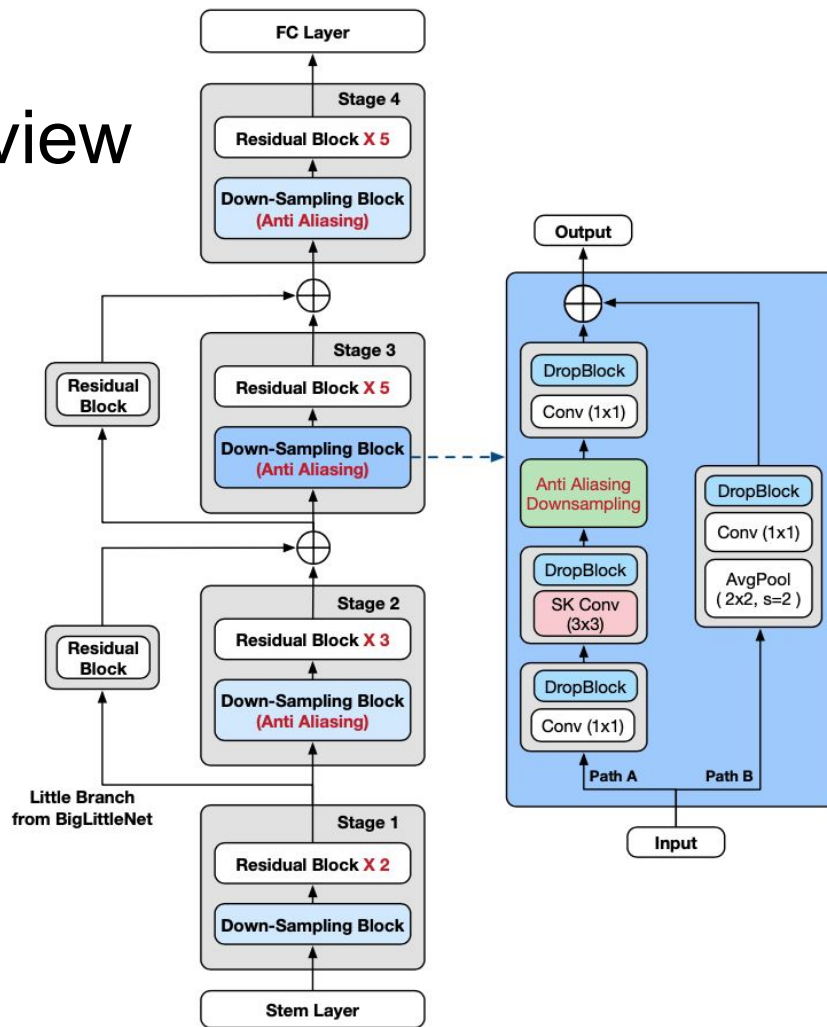 view
FC Layer
Stage 4
Residual Block X 5
Down-Sampling Block
(Anti Aliasing)
Stage 3
Residual Block X 5
Down-Sampling Block
(Anti Aliasing)
Residual
Block
Stage 2
Residual Block X 3
Down-Sampling Block
(Anti Aliasing)
Residual
Block
Little Branch
from BigLittleNet
Stage 1
Residual Block X 2
Down-Sampling Block
Stem Layer
Output
DropBlock
Conv (1x1)
Anti Aliasing
Downsampling
DropBlock
SK Conv
(3x3)
DropBlock
Conv (1x1)
Path A
DropBlock
Conv (1x1)
AvgPool
( 2x2, s=2 )
Path B
Input